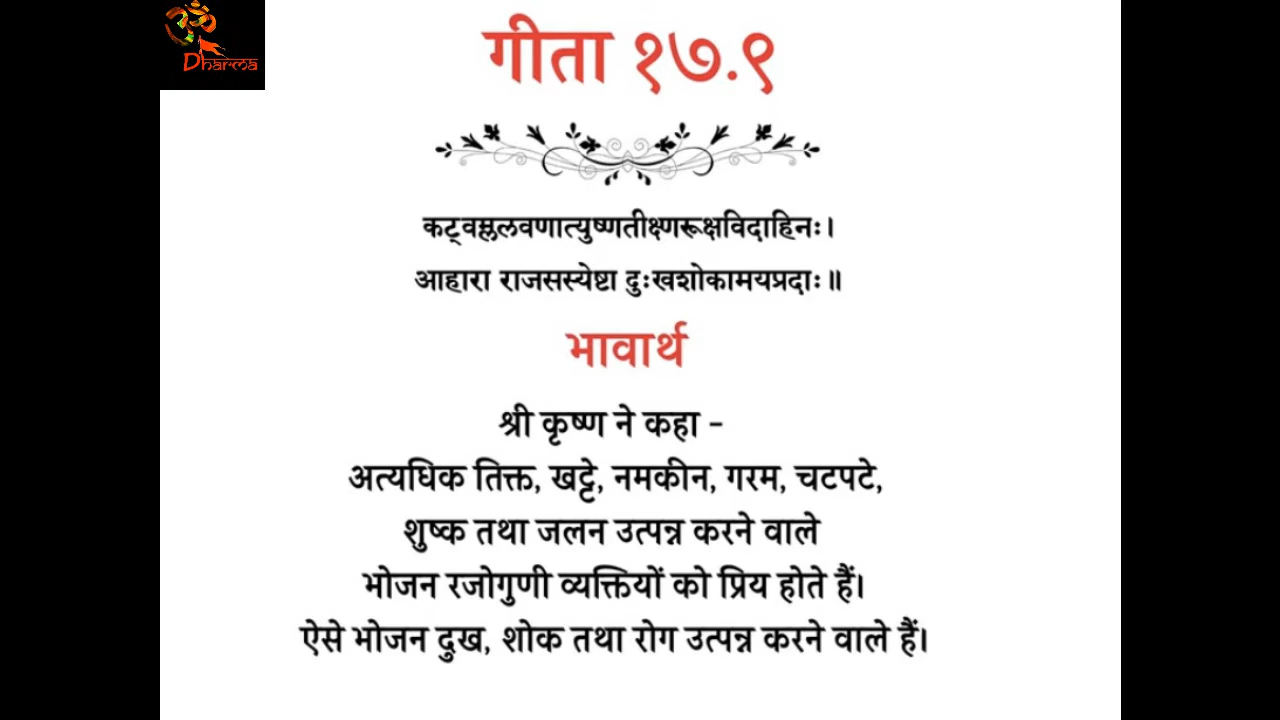 ॐ
Dharma
गीता १७.९
कट्वम्ललवणात्युष्णतीक्ष्णरूक्षविदाहिनः।
आहारा राजसस्येष्टा दुःखशोकामयप्रदाः॥
भावार्थ
श्री कृष्ण ने कहा -
अत्यधिक तिक्त, खट्टे, नमकीन, गरम, चटपटे,
शुष्क तथा जलन उत्पन्न करने वाले
भोजन रजोगुणी व्यक्तियों को प्रिय होते हैं।
ऐसे भोजन दुख, शोक तथा रोग उत्पन्न करने वाले हैं।